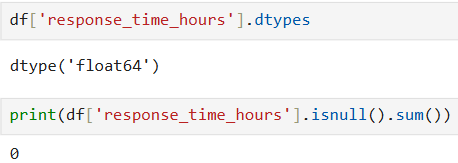 df['response_time_hours'].dtypes
dtype('float64')
print(df['response_time_hours'].isnull().sum())
0